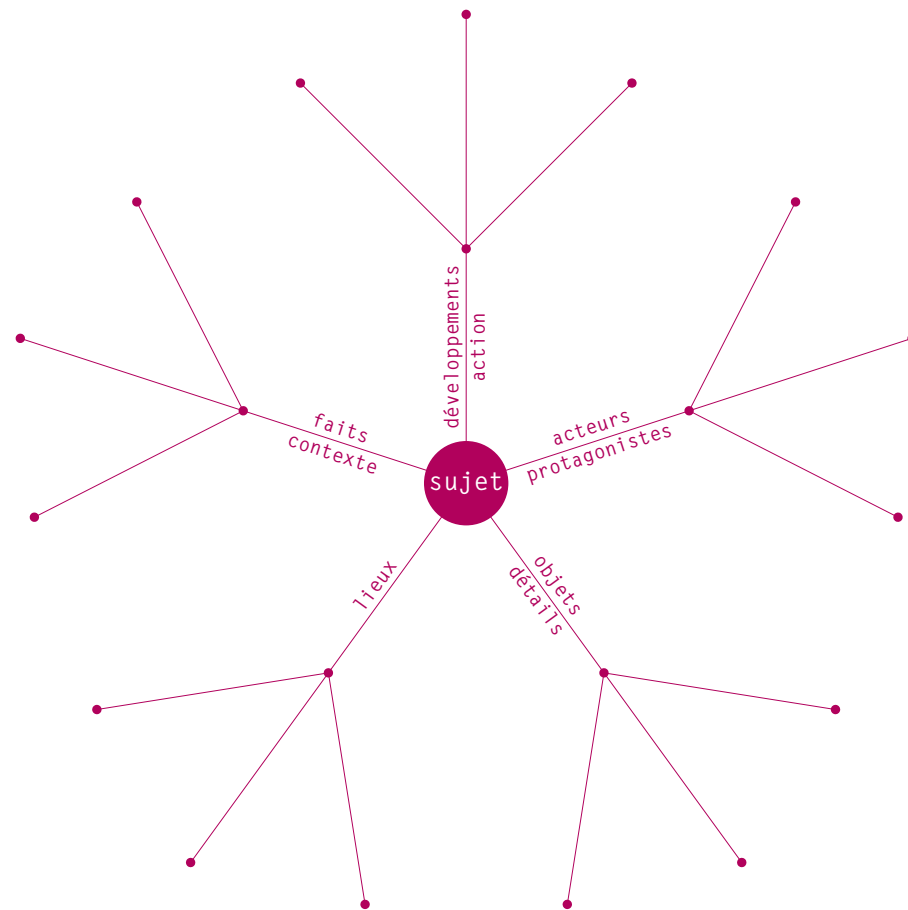 développements
action
faits
contexte
acteurs
protagonistes
sujet
lieux
objets
détails